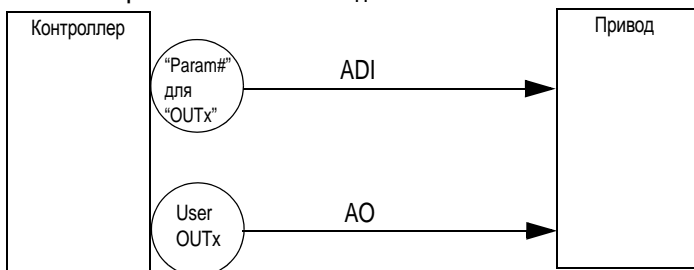 Контроллер
Привод
“Param#”
для
“OUTx”
ADI
User
OUTx
AO